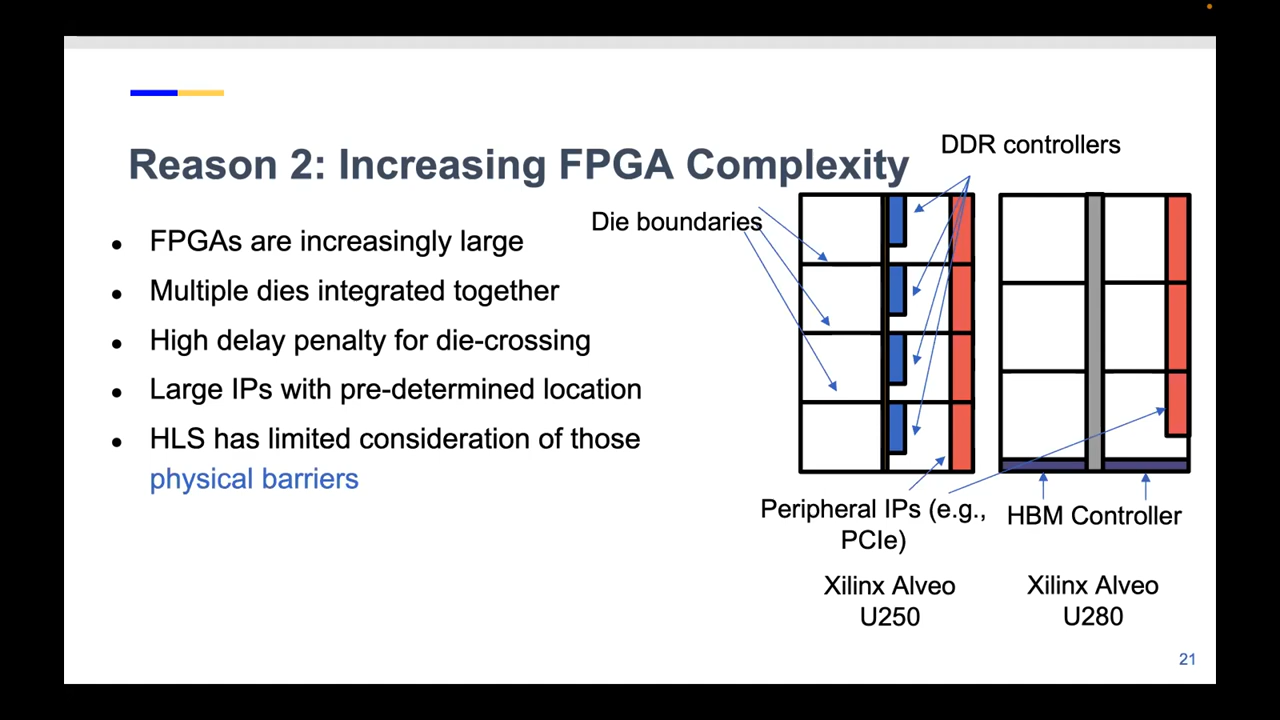 Reason 2: Increasing FPGA Complexity
FPGAs are increasingly large
Multiple dies integrated together
High delay penalty for die-crossing
Large IPs with pre-determined location
HLS has limited consideration of those
physical barriers
DDR controllers
Die boundaries
Peripheral IPs (e.g.,
PCIe)
HBM Controller
Xilinx Alveo
U250
Xilinx Alveo
U280
21